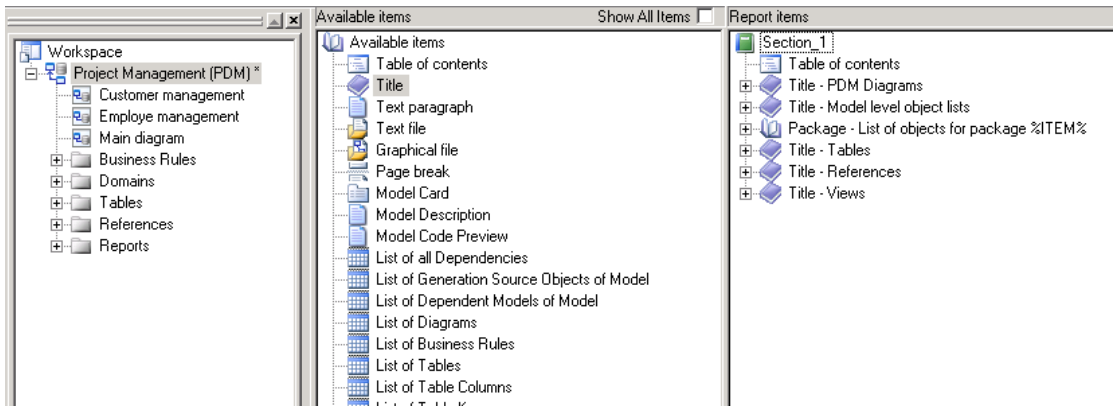 Available items
Show All Items
Report items
Workspace
Project Management (PDM) *
Customer management
Employe management
Main diagram
Business Rules
Domains
Tables
References
Reports
Available items
Table of contents
Title
Text paragraph
Text file
Graphical file
Page break
Model Card
Model Description
Model Code Preview
List of all Dependencies
List of Generation Source Objects of Model
List of Dependent Models of Model
List of Diagrams
List of Business Rules
List of Tables
List of Table Columns
Section_1
Table of contents
Title - PDM Diagrams
Title - Model level object lists
Package - List of objects for package %ITEM%
Title - Tables
Title - References
Title - Views